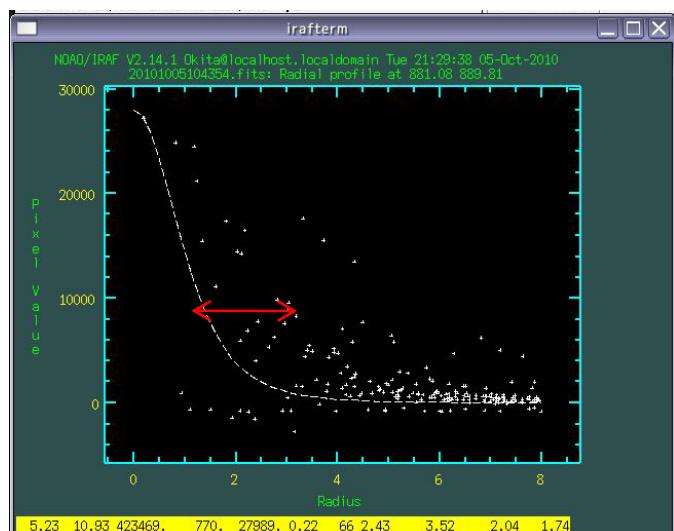 irafterm
NOAO/IRAF V2.14.1 Okita@localhost.localdomain Tue 21:29:38 05-Oct-2010
20101005104354.fits: Radial profile at 881.08 889.81
30000
20000
10000
0
Pixel Value
0 2 4 6 8
Radius
5.23 10.93 423469. 770. 27989. 0.22 66 2.43 3.52 2.04 1.74